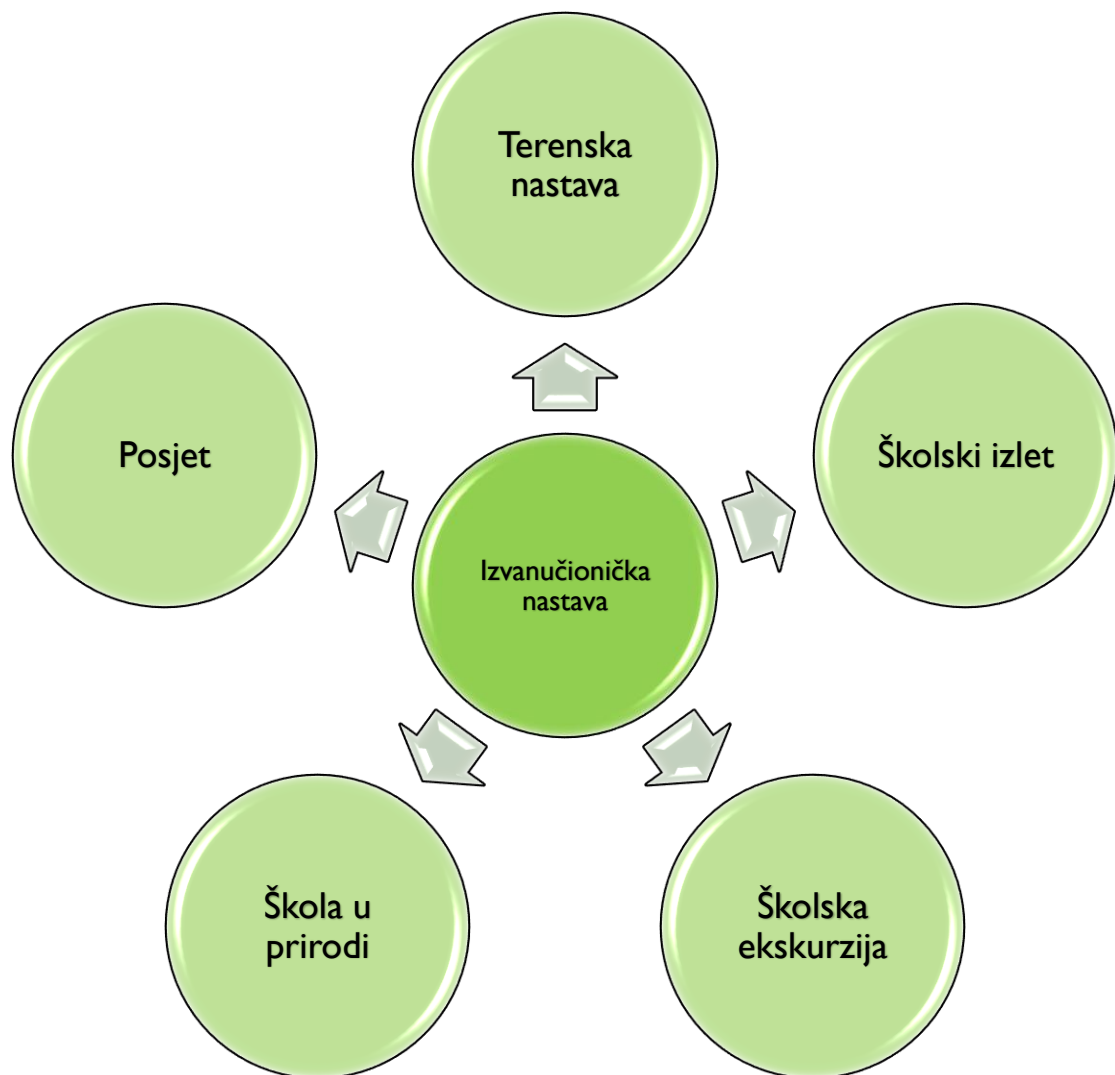 Terenska
nastava
Posjet
Školski izlet
Izvanučionička
nastava
Škola u
prirodi
Školska
ekskurzija